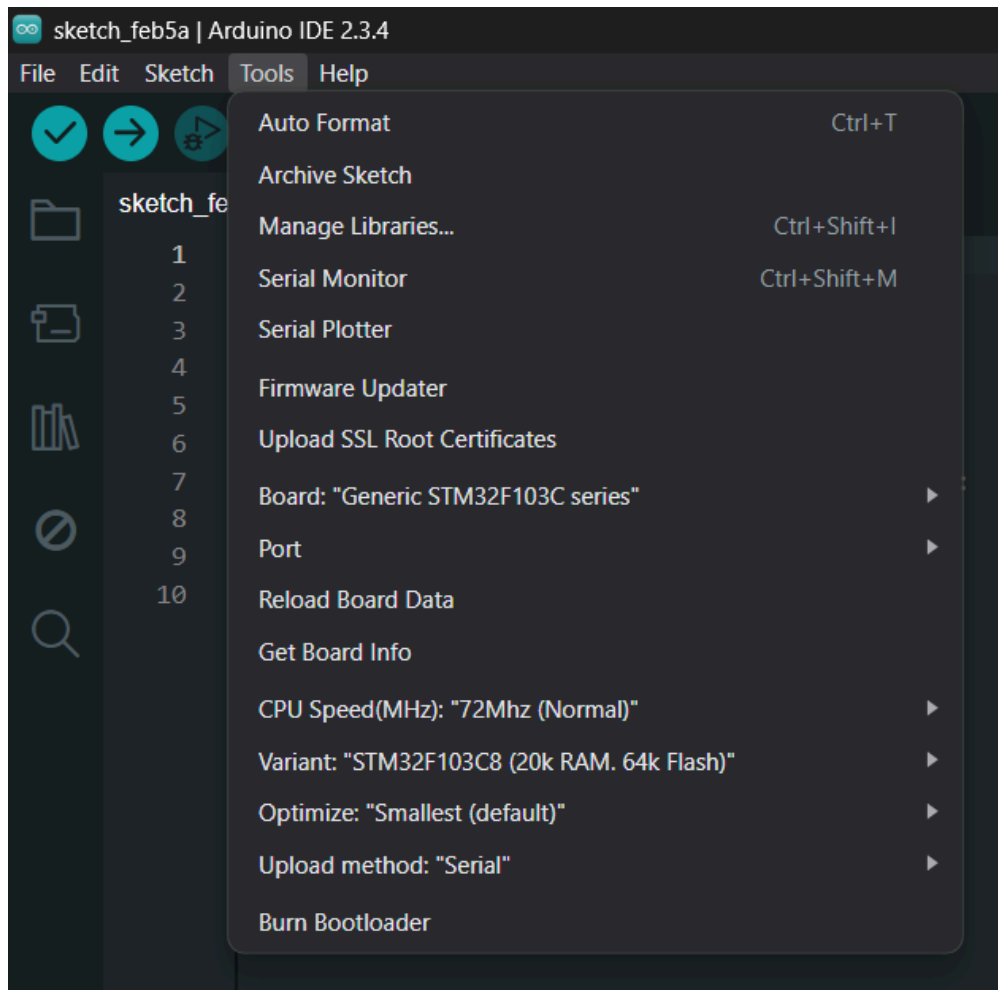 sketch_feb5a | Arduino IDE 2.3.4
File Edit Sketch Tools Help
Auto Format Ctrl+T
Archive Sketch
sketch_fe
Manage Libraries... Ctrl+Shift+I
1
Serial Monitor Ctrl+Shift+M
2
Serial Plotter
3
4
Firmware Updater
5
Upload SSL Root Certificates
6
7
Board: "Generic STM32F103C series"
8
Port
9
Reload Board Data
10
Get Board Info
CPU Speed(MHz): "72Mhz (Normal)"
Variant: "STM32F103C8 (20k RAM. 64k Flash)"
Optimize: "Smallest (default)"
Upload method: "Serial"
Burn Bootloader